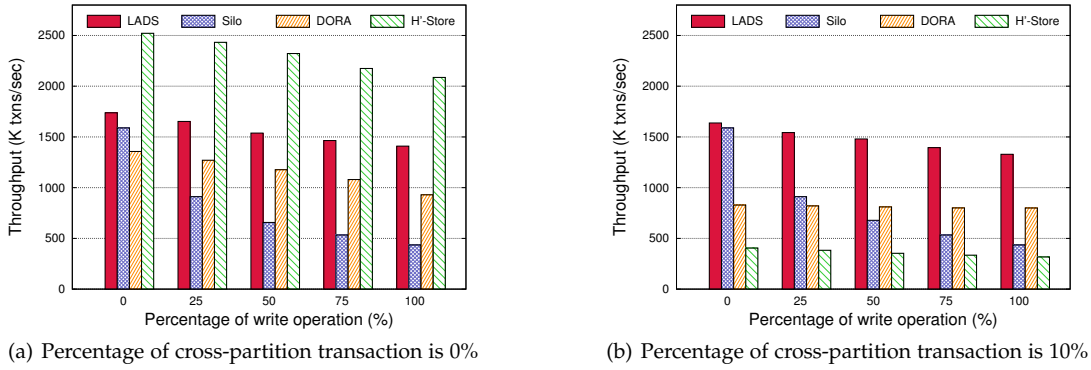 LADS Silo DORA H'-Store
2500
2000
1500
1000
500
0
Throughput (K txns/sec)
0 25 50 75 100
Percentage of write operation (%)
(a) Percentage of cross-partition transaction is 0%
LADS Silo DORA H'-Store
2500
2000
1500
1000
500
0
Throughput (K txns/sec)
0 25 50 75 100
Percentage of write operation (%)
(b) Percentage of cross-partition transaction is 10%